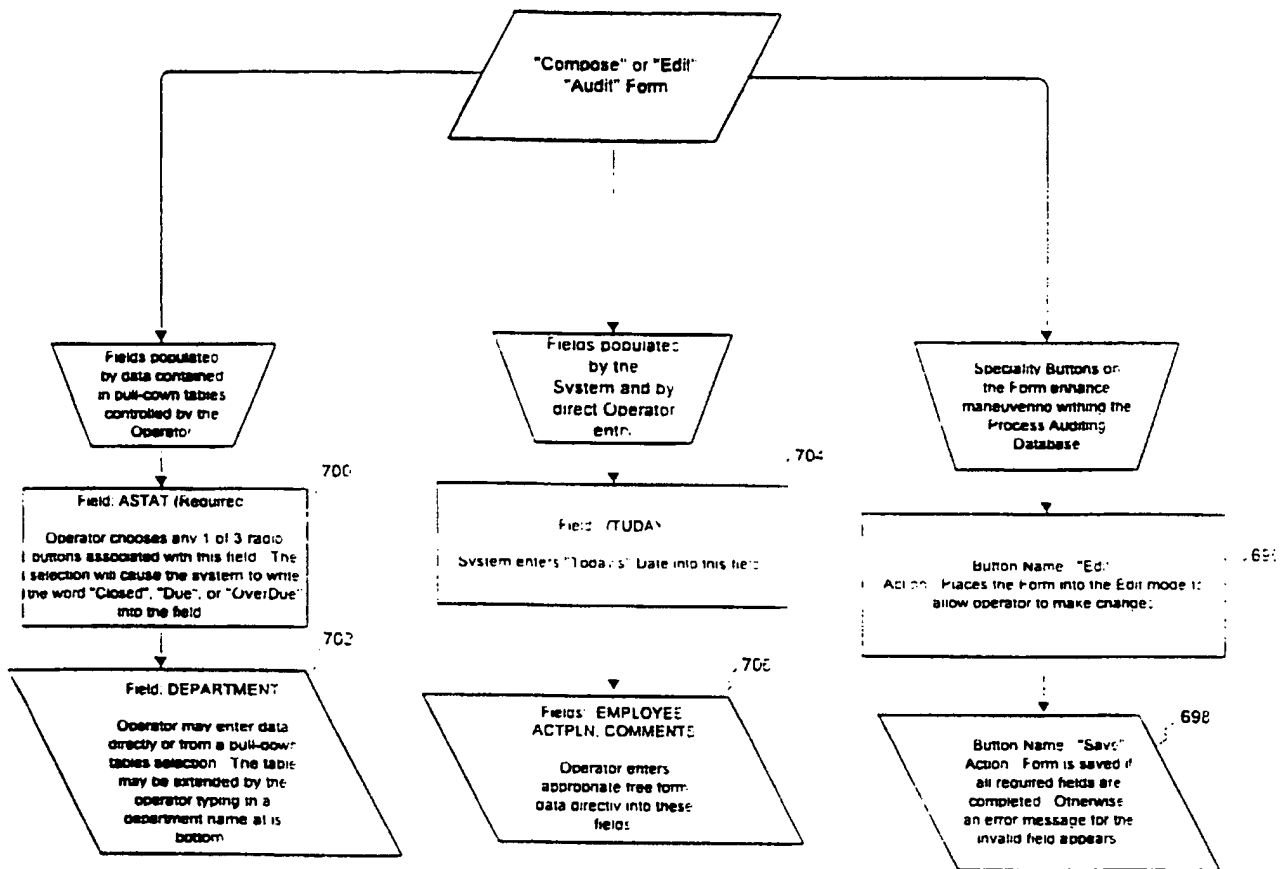 "Compose" or "Edit"
"Audit" Form
Fields populated
by data contained
in pull-down tables
controlled by the
Operator
700
Field: ASTAT (Required
Operator chooses any 1 of 3 radio
buttons associated with this field. The
selection will cause the system to write
the word "Closed", "Due", or "OverDue"
into the field
702
Field: DEPARTMENT
Operator may enter data
directly or from a pull-down
tables selection. The table
may be extended by the
operator typing in a
department name at is
bottom
Fields populated
by the
System and by
direct Operator
704
Field:
System enters "Today's" Date into this field
706
Fields: EMPLOYEE
ACTPLN, COMMENTS
Operator enters
appropriate free form
data directly into these
fields
Speciality Buttons on
the Form enhance
maneuvering withing the
Process Auditing
Database
Button Name: "Edit"
Action: Places the Form into the Edit mode to
allow operator to make changes
698
Button Name: "Save"
Action: Form is saved if
all required fields are
completed. Otherwise
an error message for the
invalid field appears